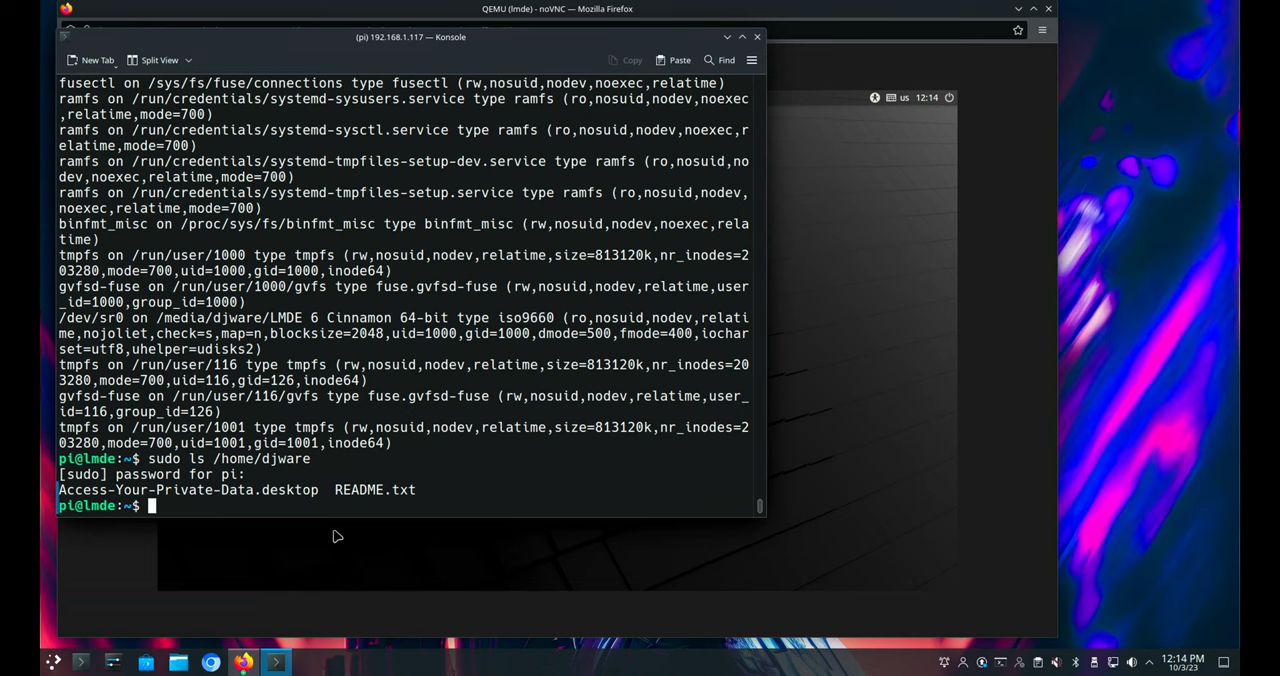 QEMU (lmde) - noVNC — Mozilla Firefox
(pi) 192.168.1.117 — Konsole
New Tab Split View Copy Paste Find
fusectl on /sys/fs/fuse/connections type fusectl (rw,nosuid,nodev,noexec,relatime)
ramfs on /run/credentials/systemd-sysusers.service type ramfs (ro,nosuid,nodev,noexec
,relatime,mode=700)
us 12:14
ramfs on /run/credentials/systemd-sysctl.service type ramfs (ro,nosuid,nodev,noexec,r
elatime,mode=700)
ramfs on /run/credentials/systemd-tmpfiles-setup-dev.service type ramfs (ro,nosuid,no
dev,noexec,relatime,mode=700)
ramfs on /run/credentials/systemd-tmpfiles-setup.service type ramfs (ro,nosuid,nodev,
noexec,relatime,mode=700)
binfmt_misc on /proc/sys/fs/binfmt_misc type binfmt_misc (rw,nosuid,nodev,noexec,rela
time)
tmpfs on /run/user/1000 type tmpfs (rw,nosuid,nodev,relatime,size=813120k,nr_inodes=2
03280,mode=700,uid=1000,gid=1000,inode64)
gvfsd-fuse on /run/user/1000/gvfs type fuse.gvfsd-fuse (rw,nosuid,nodev,relatime,user
_id=1000,group_id=1000)
/dev/sr0 on /media/djware/LMDE 6 Cinnamon 64-bit type iso9660 (ro,nosuid,nodev,relati
me,nojoliet,check=s,map=n,blocksize=2048,uid=1000,gid=1000,dmode=500,fmode=400,iochar
set=utf8,uhelper=udisks2)
tmpfs on /run/user/116 type tmpfs (rw,nosuid,nodev,relatime,size=813120k,nr_inodes=20
3280,mode=700,uid=116,gid=126,inode64)
gvfsd-fuse on /run/user/116/gvfs type fuse.gvfsd-fuse (rw,nosuid,nodev,relatime,user_
id=116,group_id=126)
tmpfs on /run/user/1001 type tmpfs (rw,nosuid,nodev,relatime,size=813120k,nr_inodes=2
03280,mode=700,uid=1001,gid=1001,inode64)
pi@lmde:~$ sudo ls /home/djware
[sudo] password for pi:
Access-Your-Private-Data.desktop README.txt
pi@lmde:~$
12:14 PM
10/3/23